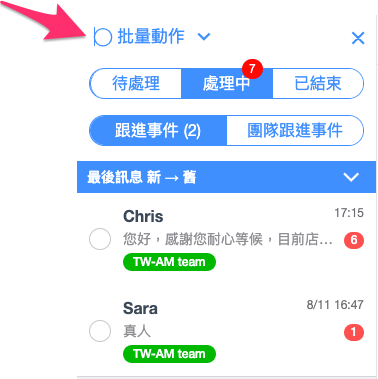 批量動作
7
待處理 處理中 已結束
跟進事件 (2) 團隊跟進事件
最後訊息 新 → 舊
Chris 17:15
您好，感謝您耐心等候，目前店... 6
TW-AM team
Sara 8/11 16:47
真人 1
TW-AM team